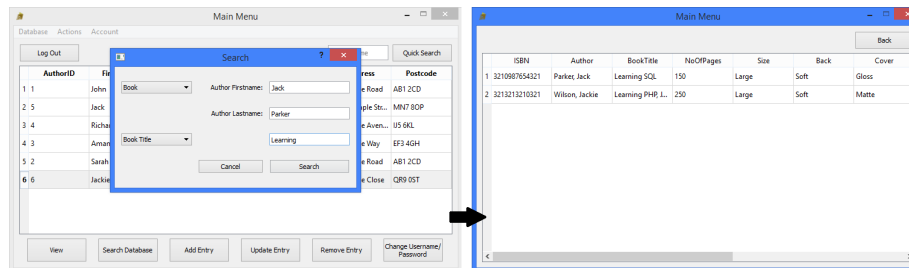 Main Menu
Database Actions Account
Log Out
Quick Search
AuthorID
Postcode
1 1 John e Road AB1 2CD
2 5 Jack ple Str... MN7 8OP
3 4 Richar e Aven... IJ5 6KL
4 3 Aman e Way EF3 4GH
5 2 Sarah e Road AB1 2CD
6 6 Jackie e Close QR9 0ST
View Search Database Add Entry Update Entry Remove Entry Change Username/
Password
Search
Book Author Firstname: Jack
Author Lastname: Parker
Book Title Learning
Cancel Search
Main Menu
Back
ISBN Author BookTitle NoOfPages Size Back Cover
1 3210987654321 Parker, Jack Learning SQL 150 Large Soft Gloss
2 3213213210321 Wilson, Jackie Learning PHP, J... 250 Large Soft Matte